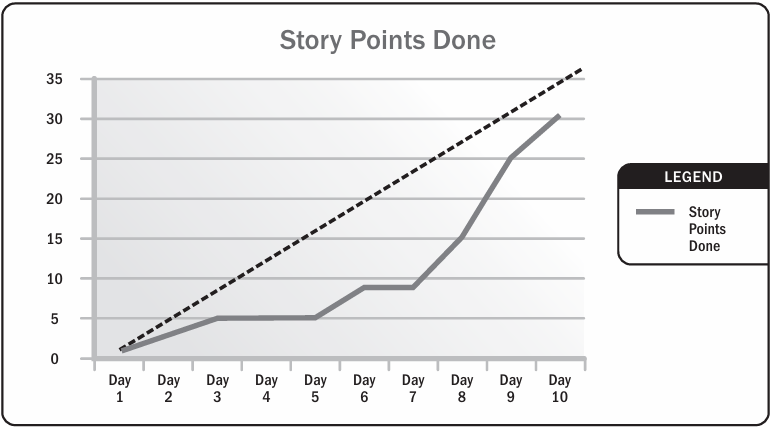 Story Points Done
35
30
25
20
15
10
5
0
Day Day Day Day Day Day Day Day Day Day
1 2 3 4 5 6 7 8 9 10
LEGEND
Story
Points
Done